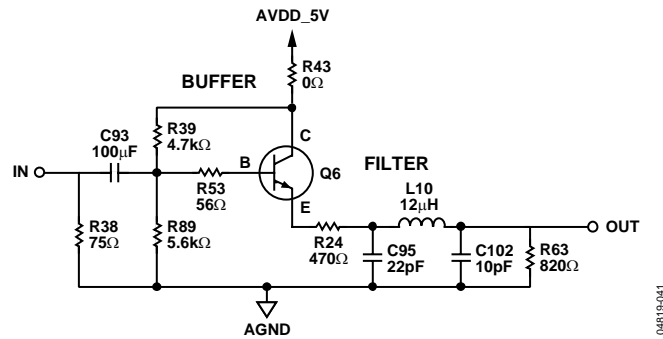 AVDD_5V
R43
0Ω
BUFFER
C
C93
100μF
R39
4.7kΩ
B
Q6
FILTER
L10
12μH
IN
R53
56Ω
E
OUT
R38
75Ω
R89
5.6kΩ
R24
470Ω
C95
22pF
C102
10pF
R63
820Ω
AGND
04819-041